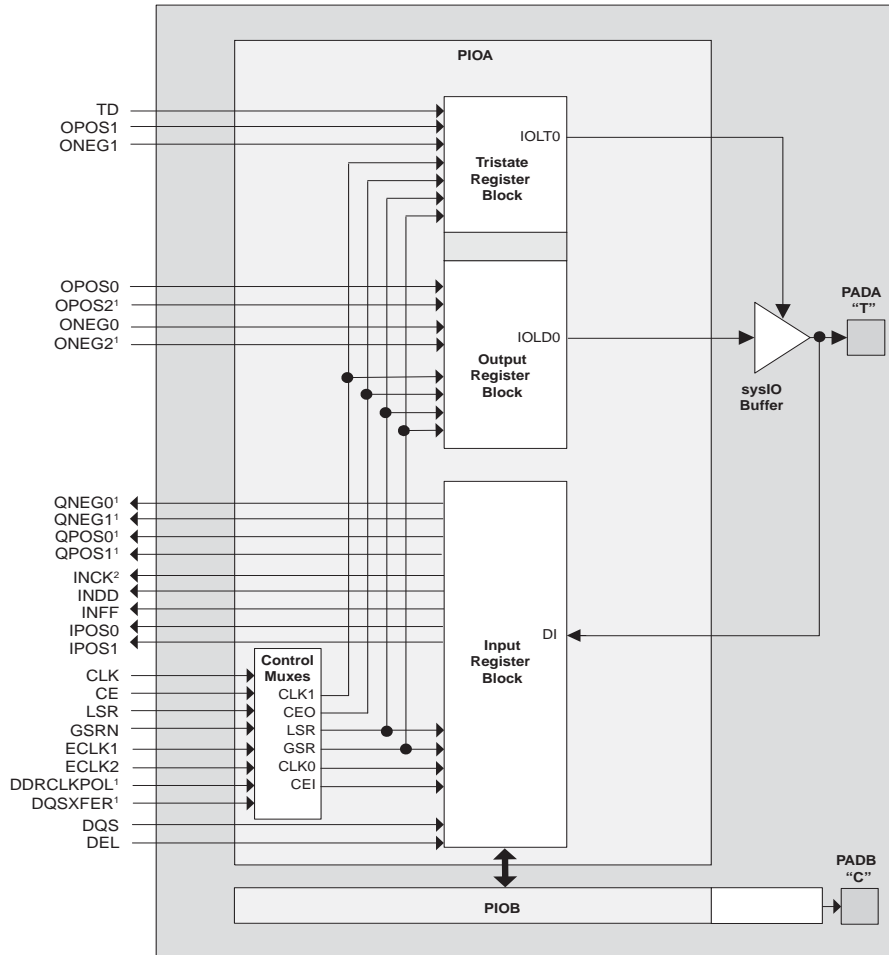 PIOA
TD
OPOS1
ONEG1
IOLT0
Tristate
Register
Block
OPOS0
OPOS2¹
ONEG0
ONEG2¹
IOLD0
Output
Register
Block
PADA
“T”
sysIO
Buffer
QNEG0¹
QNEG1¹
QPOS0¹
QPOS1¹
INCK²
INDD
INFF
IPOS0
IPOS1
DI
Input
Register
Block
CLK
CE
LSR
GSRN
ECLK1
ECLK2
DDRCLKPOL¹
DQSXFER¹
DQS
DEL
Control
Muxes
CLK1
CEO
LSR
GSR
CLK0
CEI
PADB
“C”
PIOB